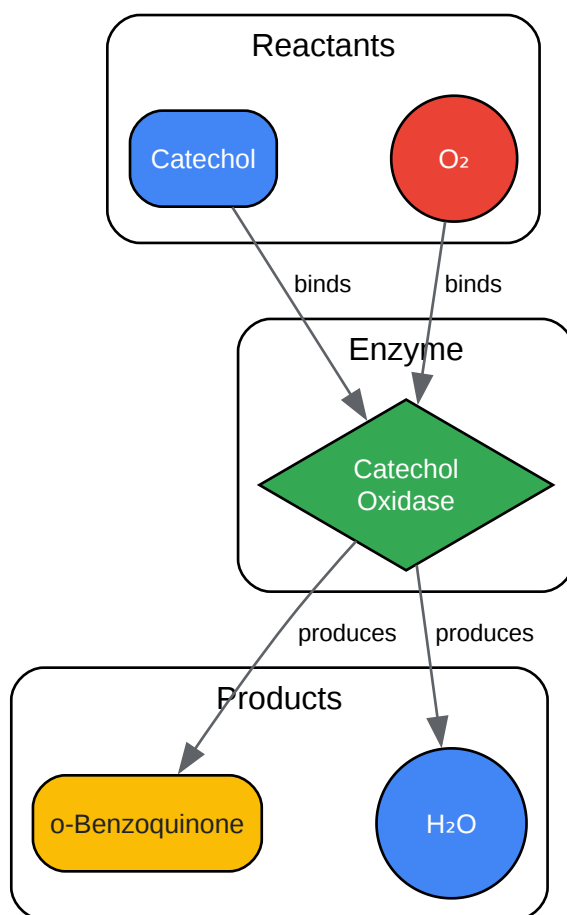 Reactants
Catechol
O₂
binds
binds
Enzyme
Catechol
Oxidase
produces
produces
Products
o-Benzoquinone
H₂O